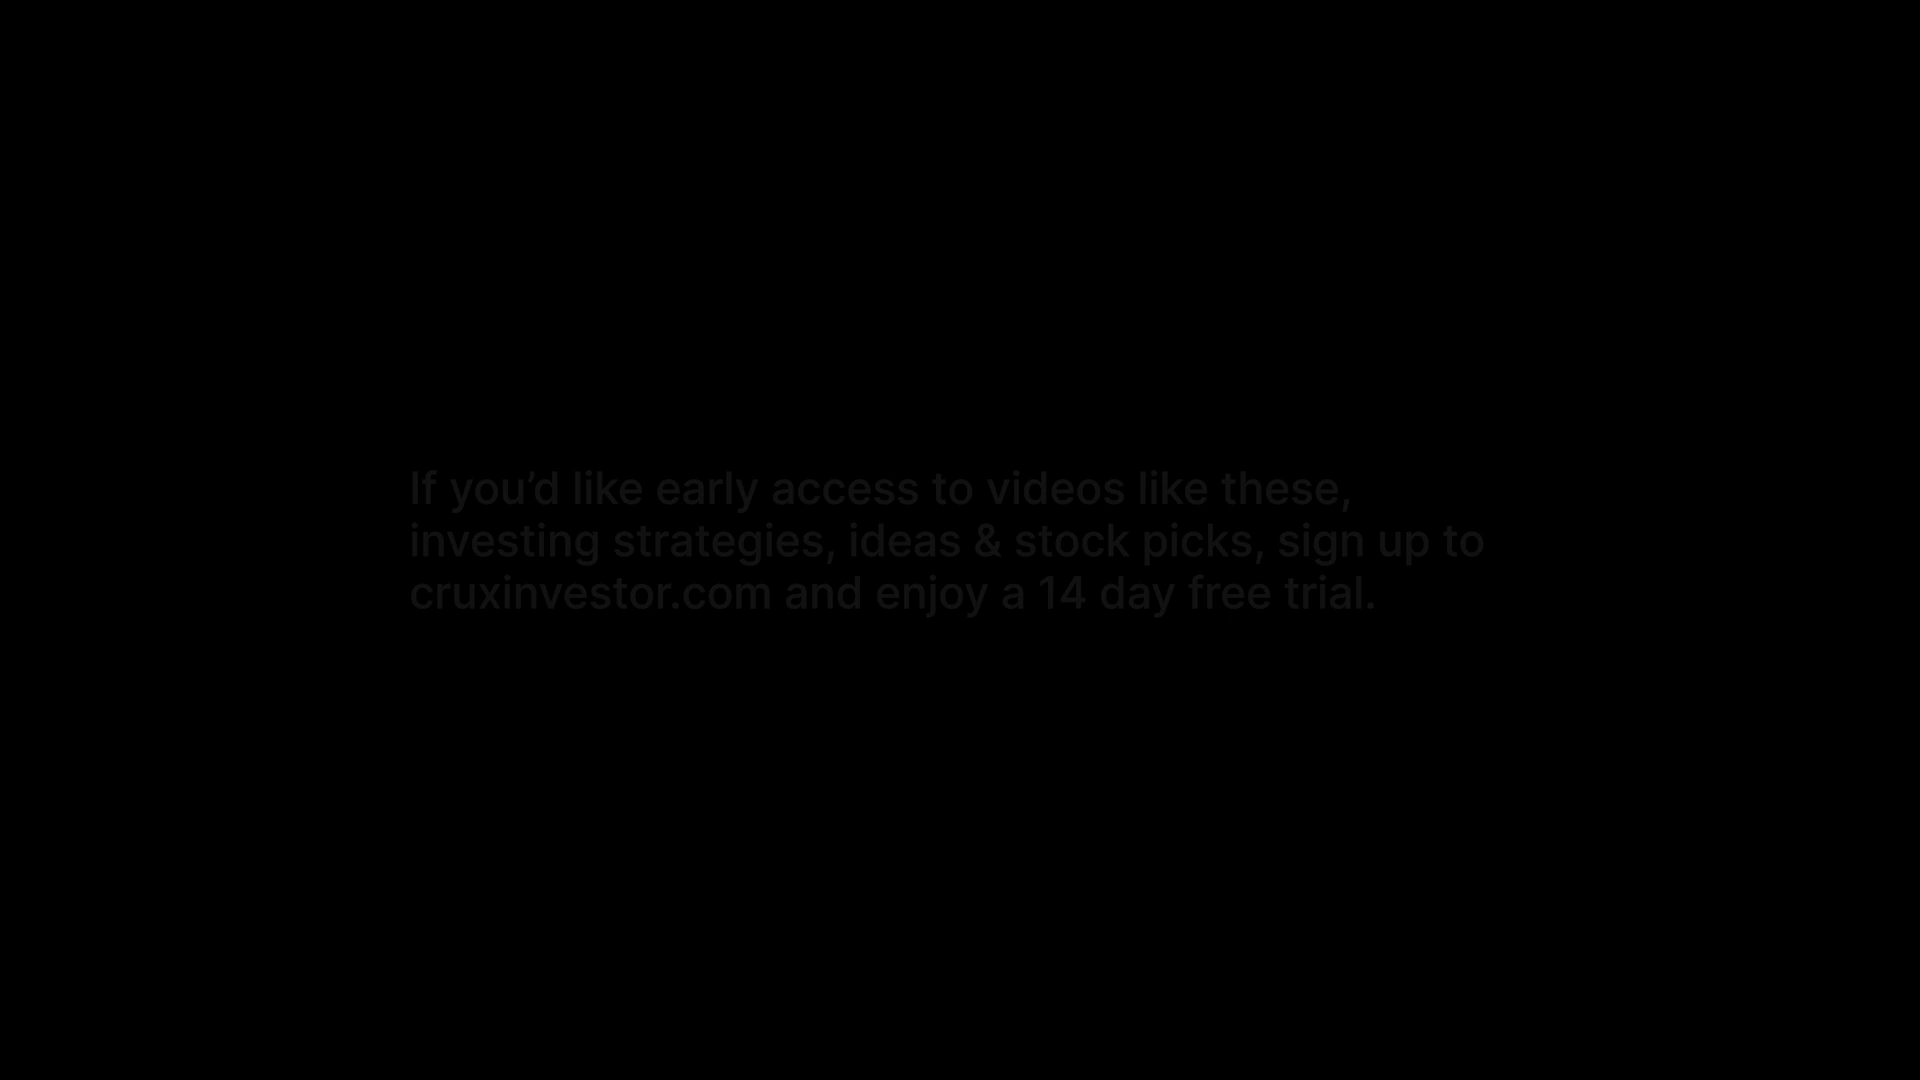 If you’d like early access to videos like these,
investing strategies, ideas & stock picks, sign up to
cruxinvestor.com and enjoy a 14 day free trial.